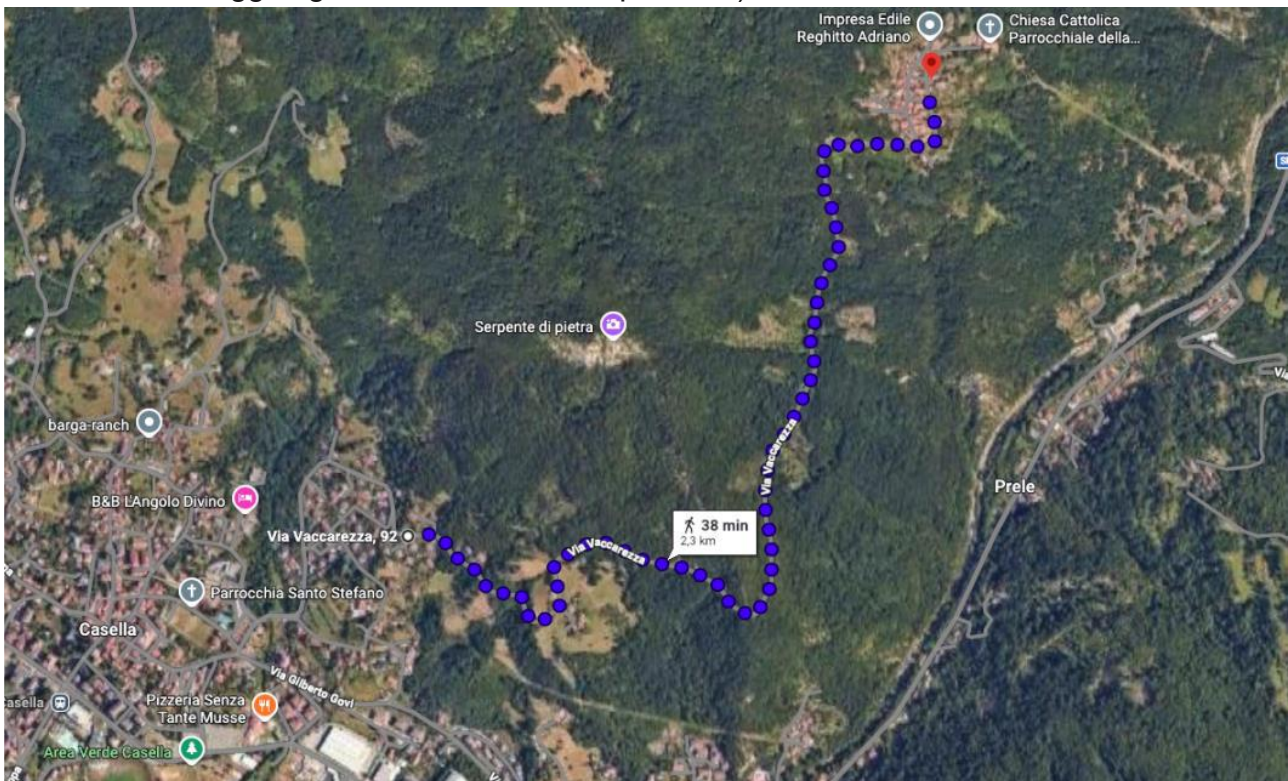 Impresa Edile
Reghitto Adriano
Chiesa Cattolica
Parrocchiale della...
Serpente di pietra
barga-ranch
B&B L'Angolo Divino
Via Vaccarezza, 92
Via Vaccarezza
Via Vaccarezza
38 min
2,3 km
Prele
Parrocchia Santo Stefano
Casella
Via Gilberto Govi
Casella
Pizzeria Senza
Tante Musse
Area Verde Casella